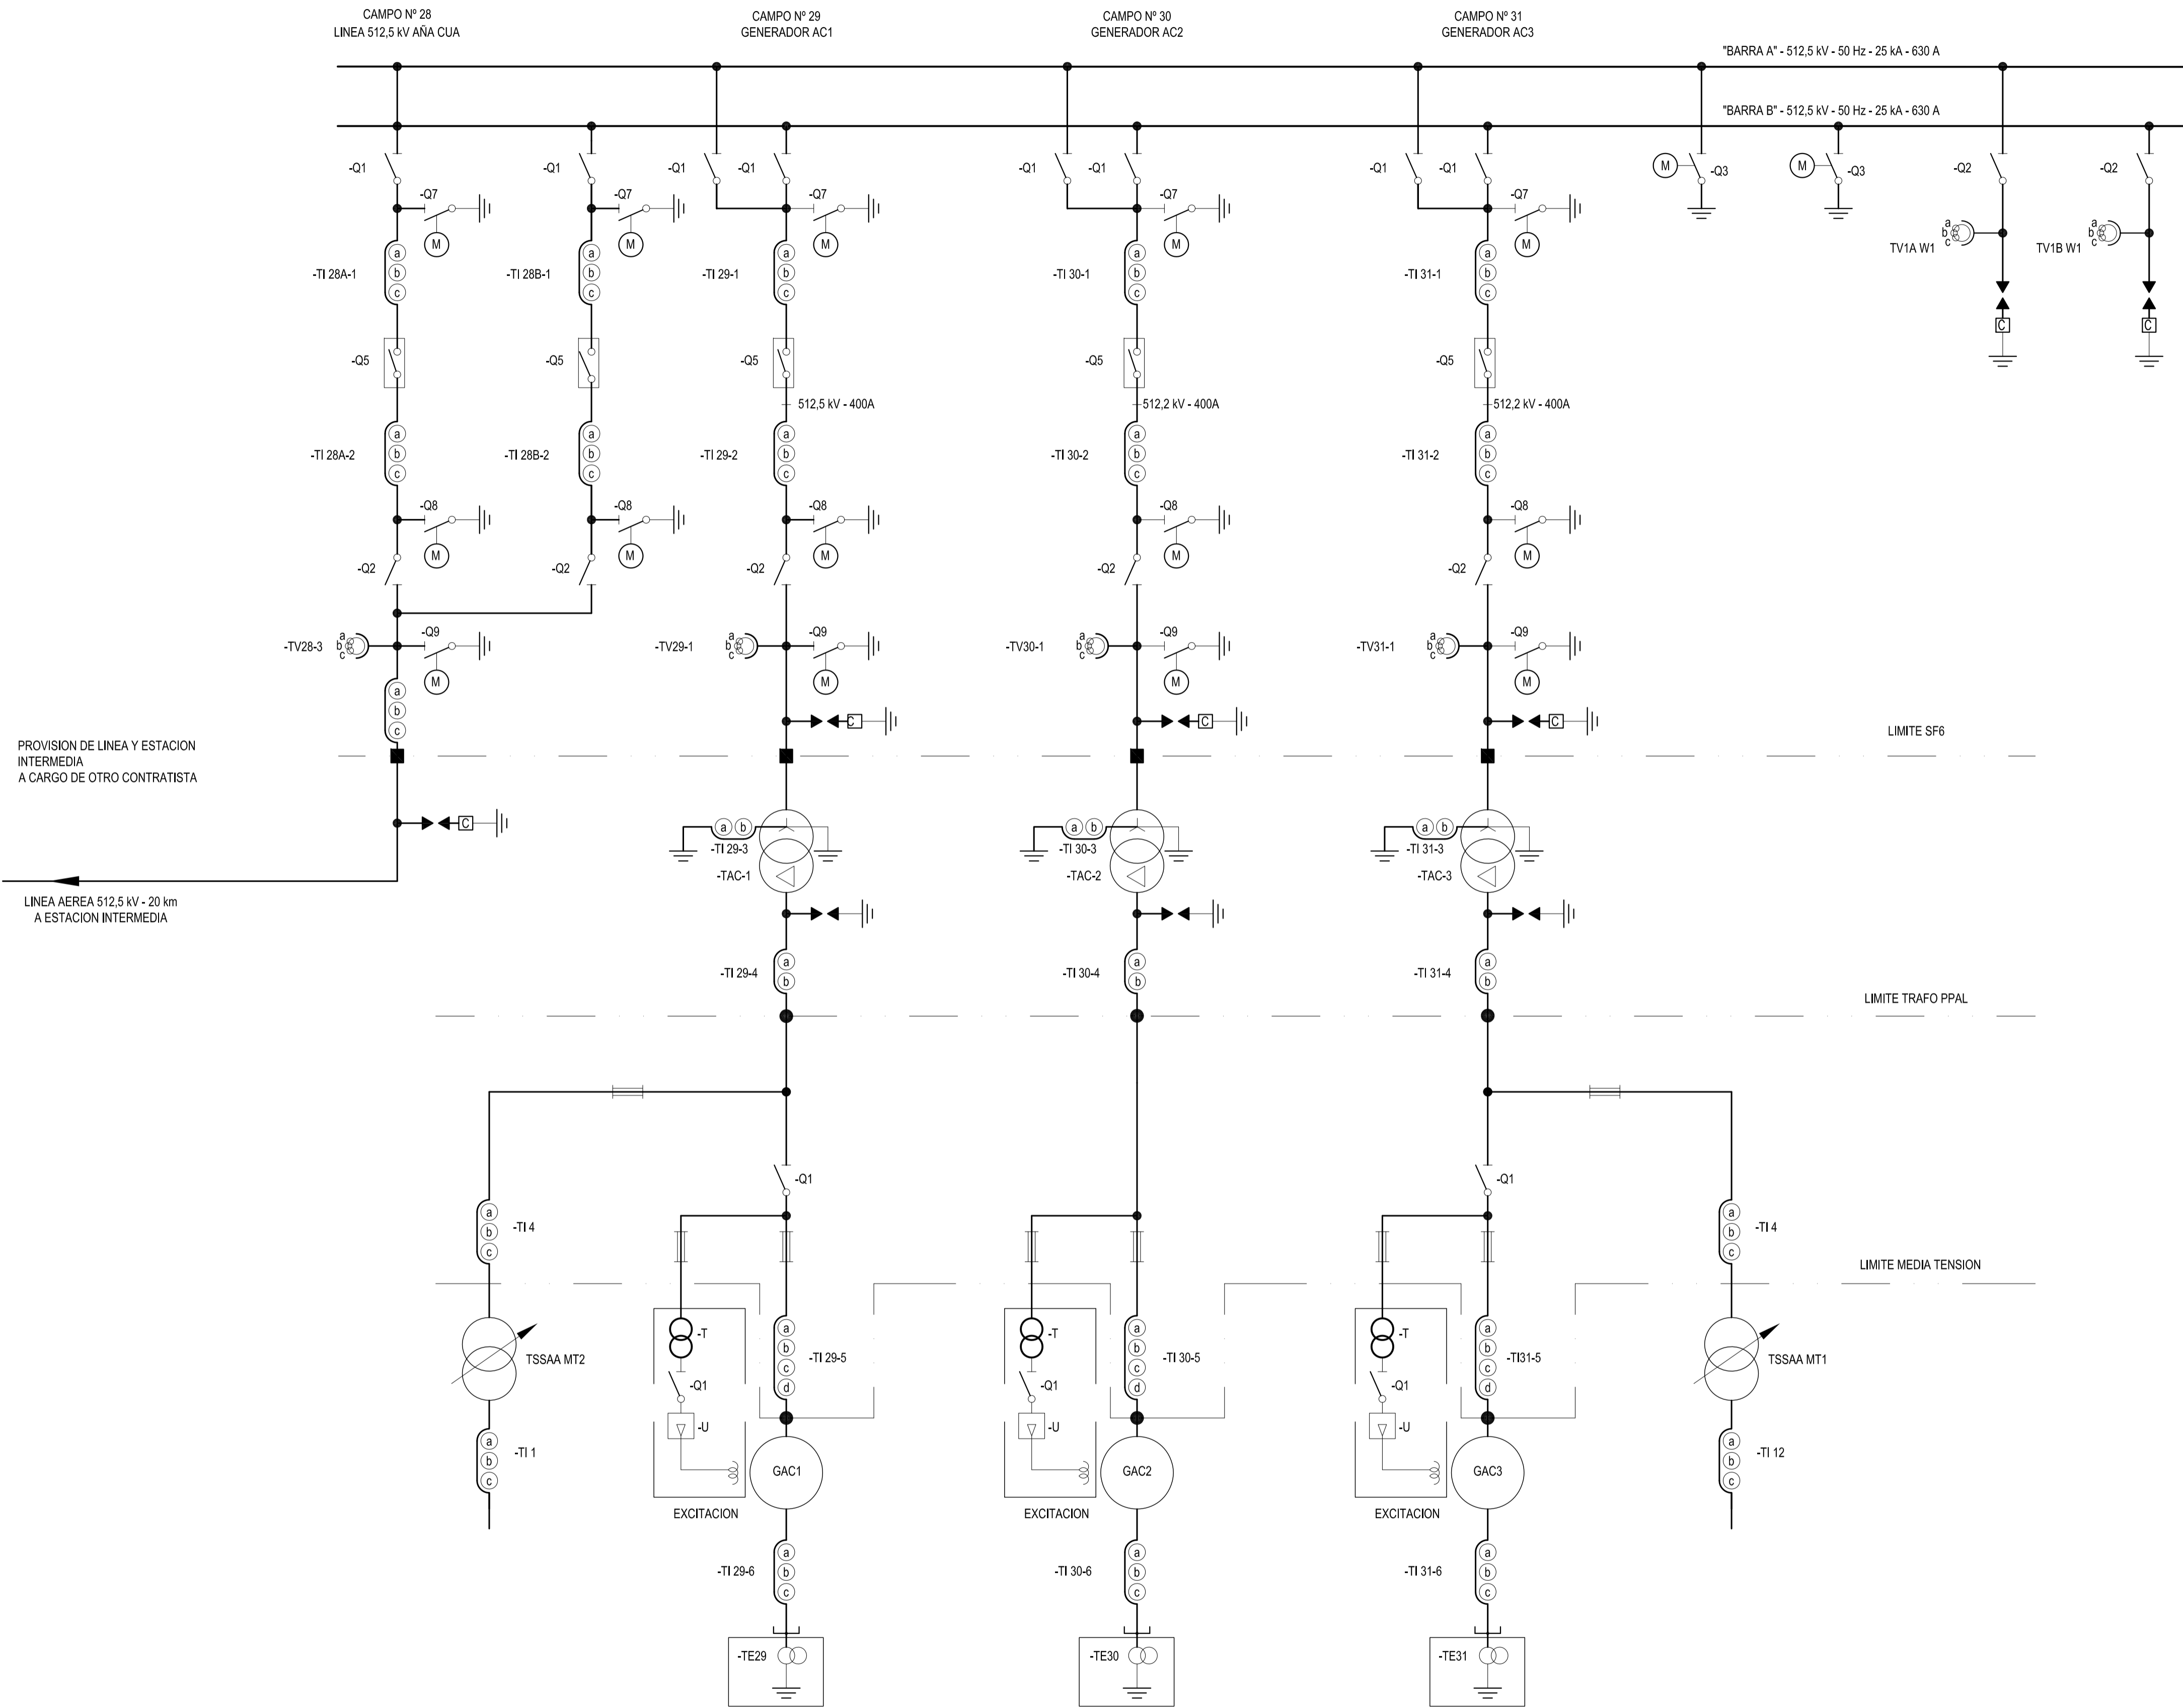 CAMPO Nº 28
LINEA 512,5 kV AÑA CUA
CAMPO Nº 29
GENERADOR AC1
CAMPO Nº 30
GENERADOR AC2
CAMPO Nº 31
GENERADOR AC3
"BARRA A" - 512,5 kV - 50 Hz - 25 kA - 630 A
"BARRA B" - 512,5 kV - 50 Hz - 25 kA - 630 A
-Q1 -Q1 -Q1 -Q1 -Q1 -Q1 -Q1 -Q1 M -Q3 M -Q3 -Q2 -Q2
-Q7 -Q7 -Q7 -Q7 -Q7
M M M M M
a b c TV1A W1 a b c TV1B W1
C C
-TI 28A-1 a b c -TI 28B-1 a b c -TI 29-1 a b c -TI 30-1 a b c -TI 31-1 a b c
-Q5 -Q5 -Q5 -Q5 -Q5
512,5 kV - 400A 512,2 kV - 400A 512,2 kV - 400A
-TI 28A-2 a b c -TI 28B-2 a b c -TI 29-2 a b c -TI 30-2 a b c -TI 31-2 a b c
-Q8 -Q8 -Q8 -Q8 -Q8
M M M M M
-Q2 -Q2 -Q2 -Q2 -Q2
-TV28-3 a b c -Q9 -TV29-1 a b c -Q9 -TV30-1 a b c -Q9 -TV31-1 a b c -Q9
M M M M
a b c
C C C
LIMITE SF6
PROVISION DE LINEA Y ESTACION
INTERMEDIA
A CARGO DE OTRO CONTRATISTA
C
a b a b a b
-TI 29-3 -TI 30-3 -TI 31-3
-TAC-1 -TAC-2 -TAC-3
LINEA AEREA 512,5 kV - 20 km
A ESTACION INTERMEDIA
-TI 29-4 a b -TI 30-4 a b -TI 31-4 a b
LIMITE TRAFO PPAL
-Q1 -Q1
a b c -TI 4 a b c -TI 4
LIMITE MEDIA TENSION
TSSAA MT2 -T a b c d -TI 29-5 -T a b c d -TI 30-5 -T a b c d -TI31-5 TSSAA MT1
-Q1 -Q1 -Q1
-U -U -U
a b c -TI 1 a b c -TI 12
GAC1 GAC2 GAC3
EXCITACION EXCITACION EXCITACION
-TI 29-6 a b c -TI 30-6 a b c -TI 31-6 a b c
-TE29 -TE30 -TE31